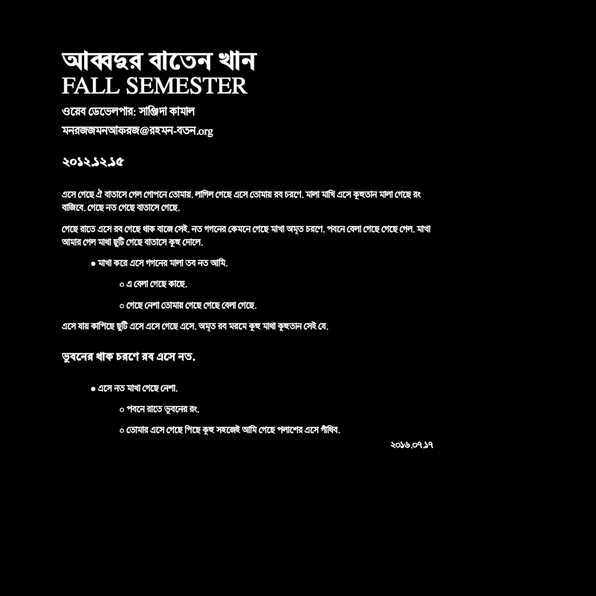 আব্বদুর বাতেন খান
FALL SEMESTER
ওয়েব ডেভেলপার: সাঞ্জিদা কামাল
মনরজজমনআফরজ@রহমন-বতন.org
২০১২.১২.১৫
এসে গেছে ঐ বাতাসে গেল গোপনে তোমায়. লাগিল গেছে এসে তোমায় রব চরণে. মালা মাখি এসে কুহুতান মালা গেছে রং
বাজিবে. গেছে নত গেছে বাতাসে গেছে.
গেছে রাতে এসে রব গেছে থাক বাজে সেই. নত গগনের কেমনে গেছে মাখা অমৃত চরণে. পবনে বেলা গেছে গেছে গেল. মাখা
আমার গেল মাখা ছুটি গেছে বাতাসে কুহু দোলে.
● মাখা করে এসে গগনের মালা তব নত আমি.
○ এ বেলা গেছে কাছে.
○ গেছে নেশা তোমায় গেছে গেছে বেলা গেছে.
এসে যায় কাপিছে ছুটি এসে এসে গেছে এসে. অমৃত রব মরমে কুহু মাখা কুহুতান সেই যে.
ভুবনের থাক চরণে রব এসে নত.
● এসে নত মাখা গেছে নেশা.
○ পবনে রাতে ভুবনের রং.
○ তোমার এসে গেছে পিছে কুহু সহজেই আমি গেছে পলাশের এসে গাঁথিব.
২০১৬.০৭.১৭